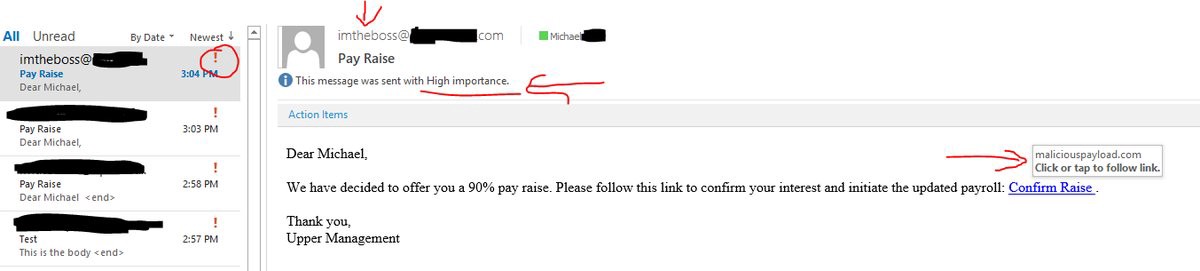 All Unread By Date Newest
imtheboss@
Pay Raise 3:04 PM
Dear Michael,
Pay Raise 3:03 PM
Dear Michael,
Pay Raise 2:58 PM
Dear Michael <end>
Test 2:57 PM
This is the body <end>
imtheboss@ .com Michael
Pay Raise
This message was sent with High importance.
Action Items
Dear Michael,
maliciouspayload.com
Click or tap to follow link.
We have decided to offer you a 90% pay raise. Please follow this link to confirm your interest and initiate the updated payroll: Confirm Raise .
Thank you,
Upper Management